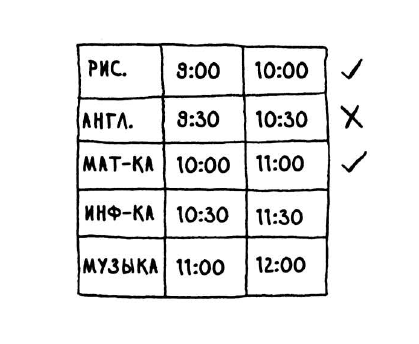 РИС. 9:00 10:00 ✓
АНГЛ. 9:30 10:30 ✗
МАТ-КА 10:00 11:00 ✓
ИНФ-КА 10:30 11:30
МУЗЫКА 11:00 12:00